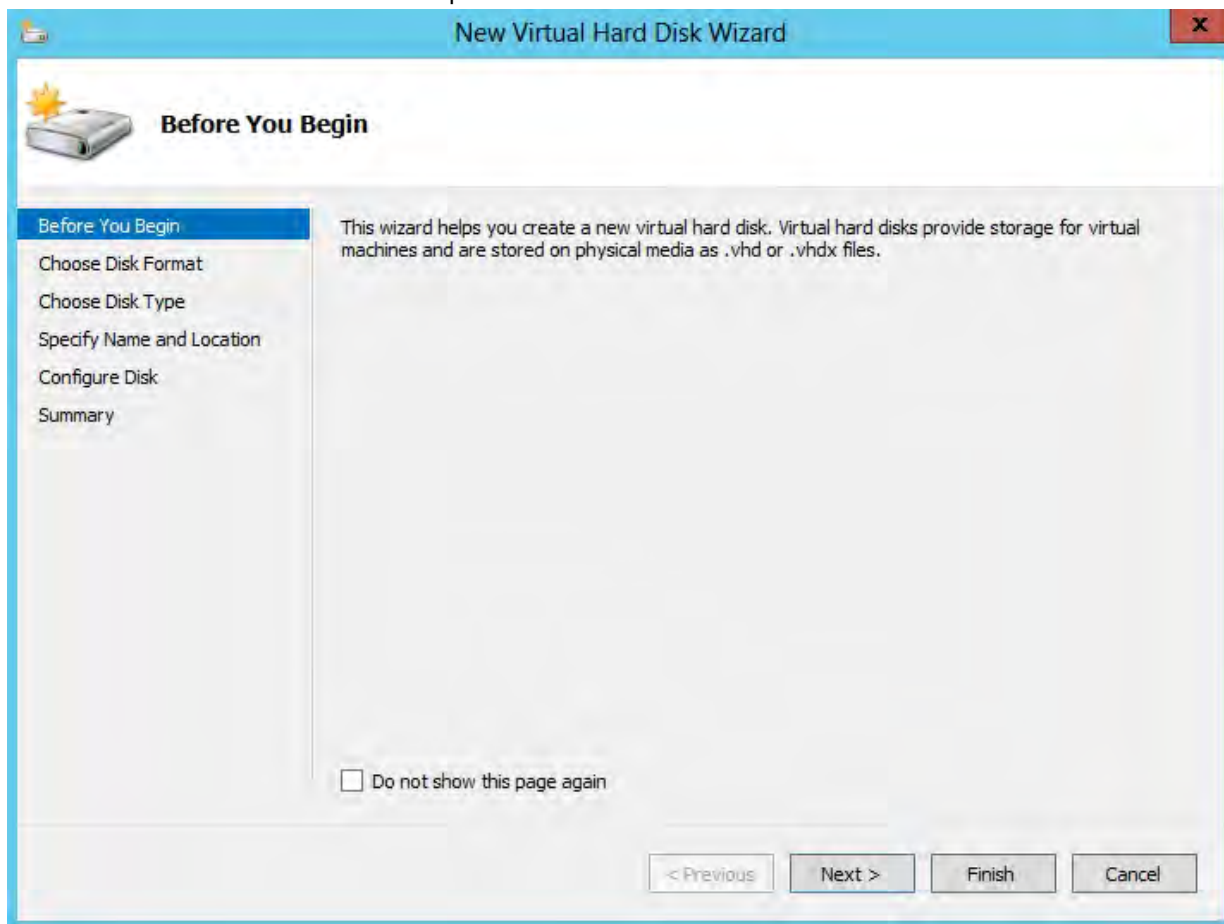 New Virtual Hard Disk Wizard
x
Before You Begin
Before You Begin
Choose Disk Format
Choose Disk Type
Specify Name and Location
Configure Disk
Summary
This wizard helps you create a new virtual hard disk. Virtual hard disks provide storage for virtual
machines and are stored on physical media as .vhd or .vhdx files.
Do not show this page again
< Previous
Next >
Finish
Cancel